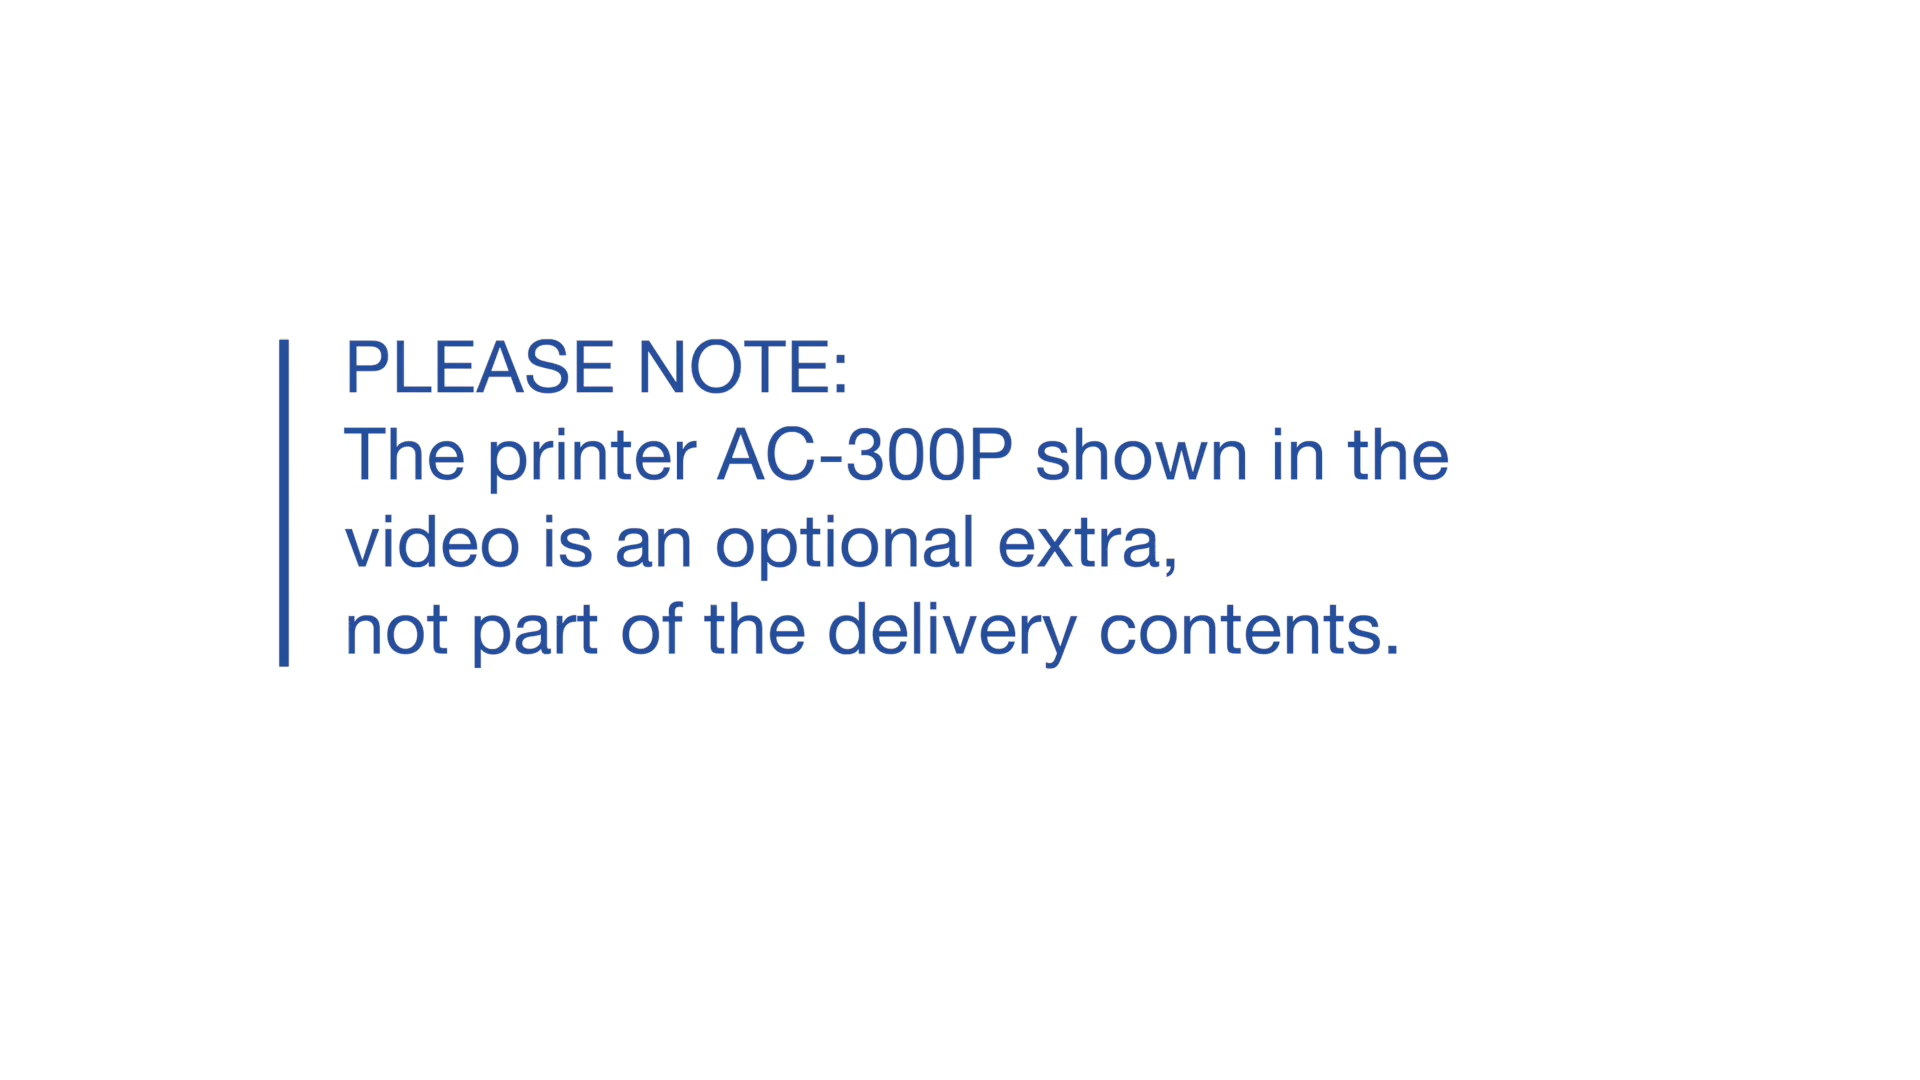 PLEASE NOTE:
The printer AC-300P shown in the
video is an optional extra,
not part of the delivery contents.